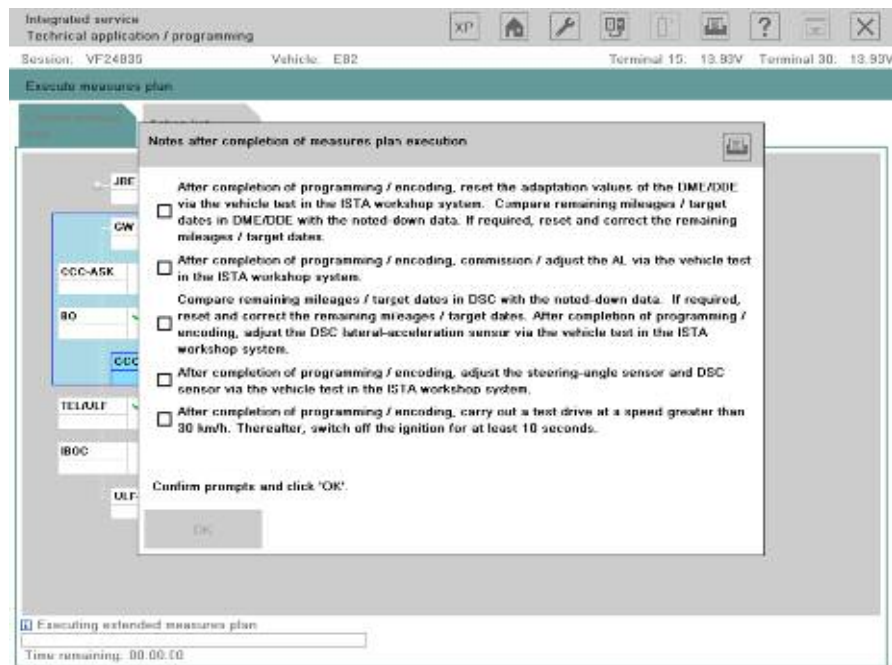 Integrated service
Technical application / programming
XP
?
Session: VF24835 Vehicle: E82 Terminal 15: 13.93V Terminal 30: 13.93V
Execute measures plan
Notes after completion of measures plan execution
After completion of programming / encoding, reset the adaptation values of the DME/DDE
via the vehicle test in the ISTA workshop system. Compare remaining mileages / target
dates in DME/DDE with the noted-down data. If required, reset and correct the remaining
mileages / target dates.
After completion of programming / encoding, commission / adjust the AL via the vehicle test
in the ISTA workshop system.
Compare remaining mileages / target dates in DSC with the noted-down data. If required,
reset and correct the remaining mileages / target dates. After completion of programming /
encoding, adjust the DSC lateral-acceleration sensor via the vehicle test in the ISTA
workshop system.
After completion of programming / encoding, adjust the steering-angle sensor and DSC
sensor via the vehicle test in the ISTA workshop system.
After completion of programming / encoding, carry out a test drive at a speed greater than
30 km/h. Thereafter, switch off the ignition for at least 10 seconds.
Confirm prompts and click 'OK'.
OK
JBE
GW
CCC-ASK
BO
CCC
TEL/ULF
IBOC
ULF-
Executing extended measures plan
Time remaining: 00:00:00